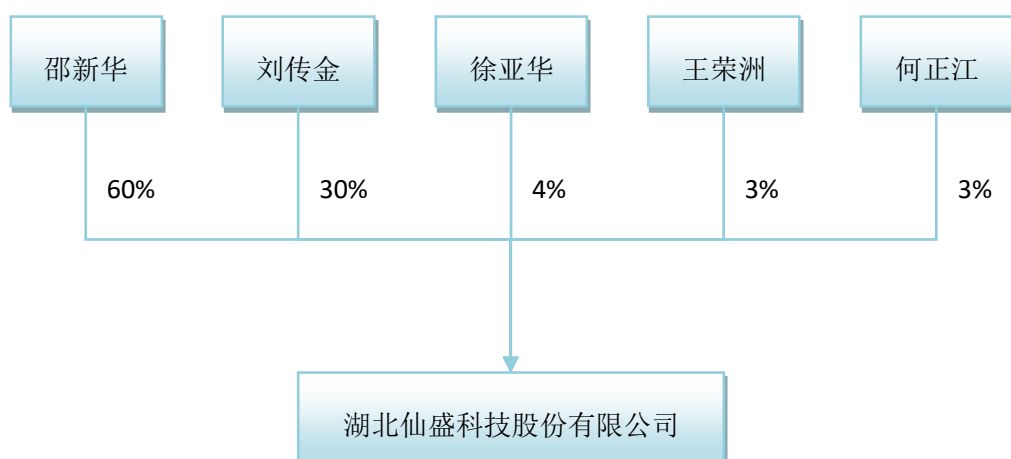 邵新华
刘传金
徐亚华
王荣洲
何正江
60%
30%
4%
3%
3%
湖北仙盛科技股份有限公司